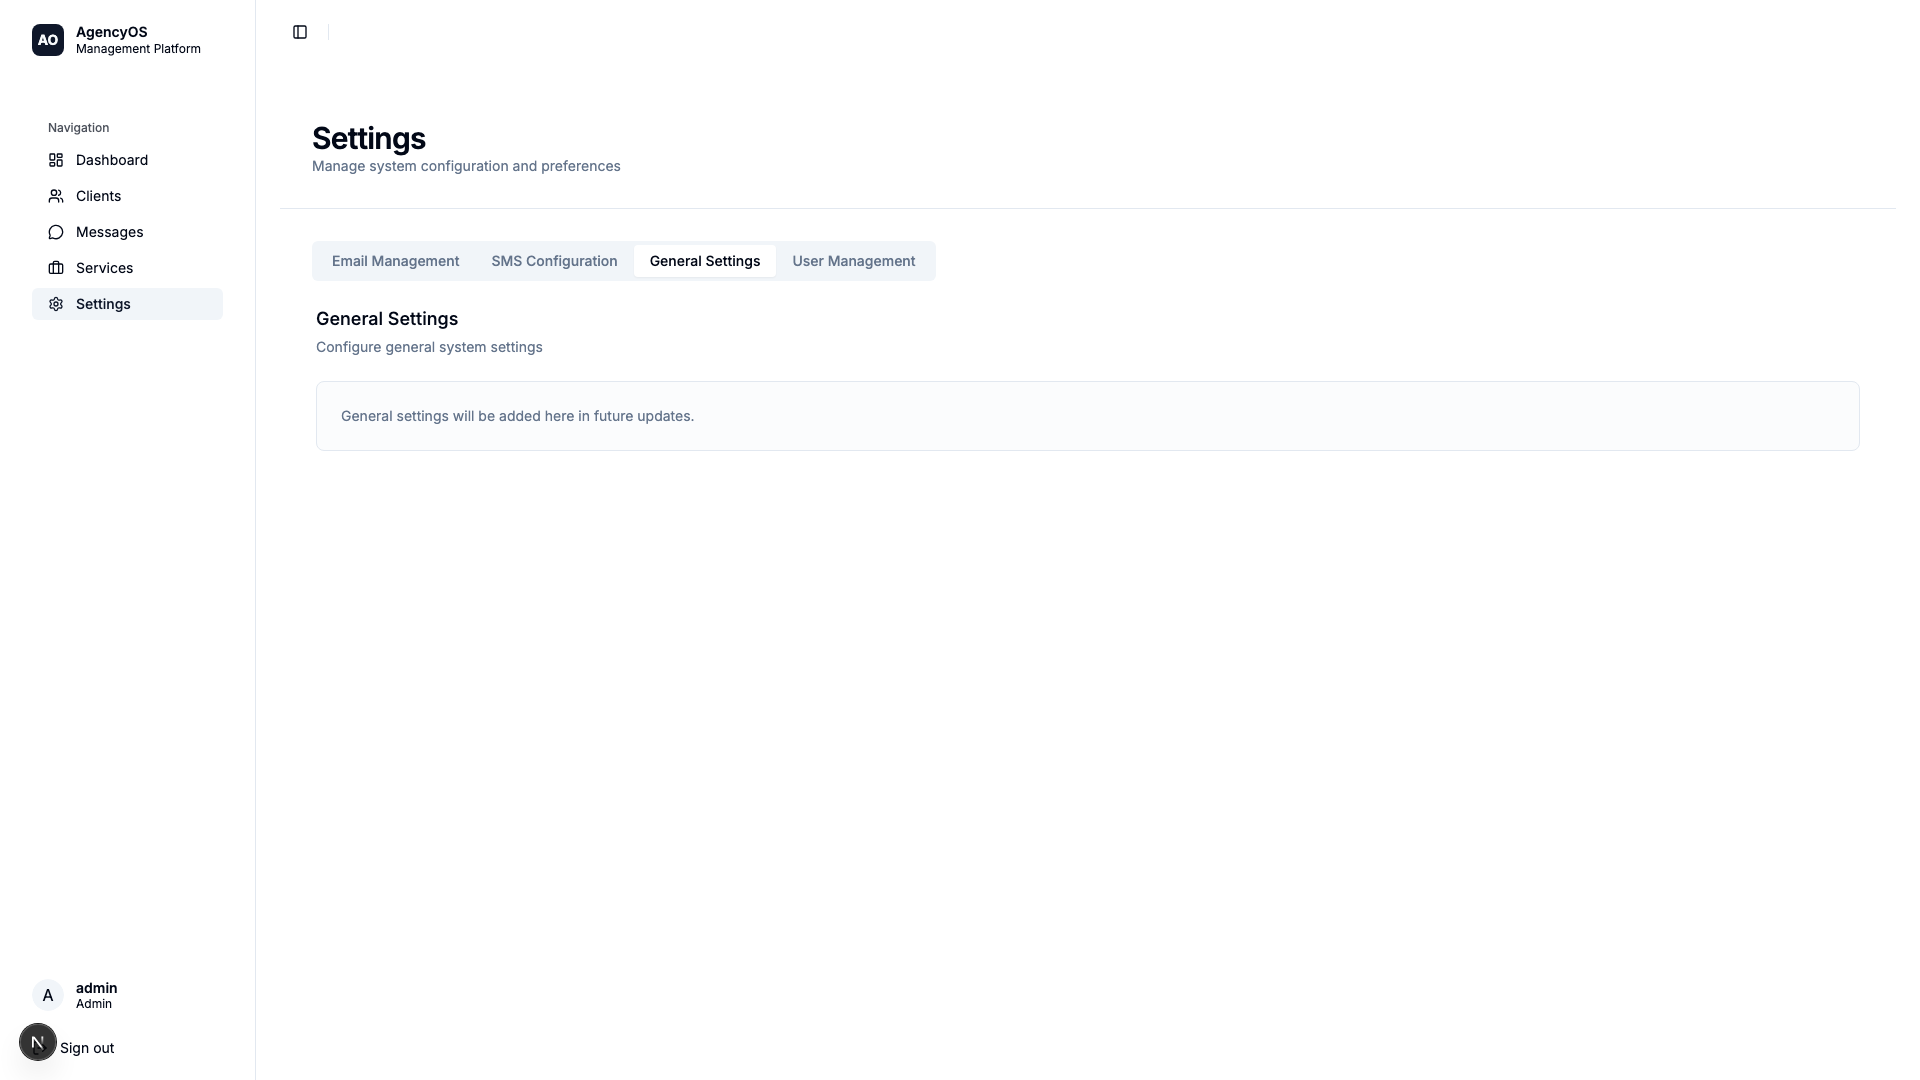 AO
AgencyOS
Management Platform
Navigation
Dashboard
Clients
Messages
Services
Settings
Settings
Manage system configuration and preferences
Email Management
SMS Configuration
General Settings
User Management
General Settings
Configure general system settings
General settings will be added here in future updates.
A
admin
Admin
N
Sign out